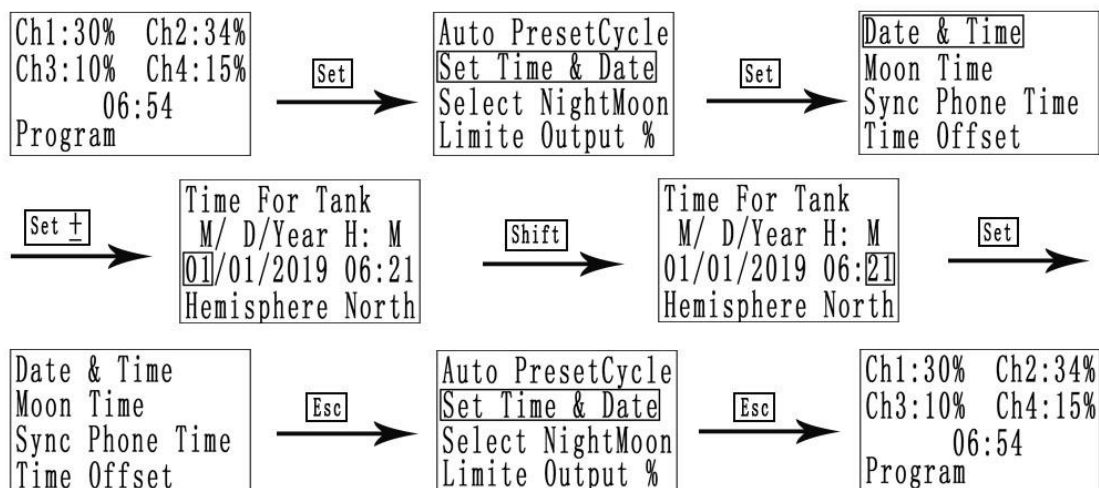 Ch1:30% Ch2:34%
Ch3:10% Ch4:15%
06:54
Program
Set
Auto PresetCycle
Set Time & Date
Select NightMoon
Limite Output %
Set
Date & Time
Moon Time
Sync Phone Time
Time Offset
Set ±
Time For Tank
M/ D/Year H: M
01/01/2019 06:21
Hemisphere North
Shift
Time For Tank
M/ D/Year H: M
01/01/2019 06:21
Hemisphere North
Set
Date & Time
Moon Time
Sync Phone Time
Time Offset
Esc
Auto PresetCycle
Set Time & Date
Select NightMoon
Limite Output %
Esc
Ch1:30% Ch2:34%
Ch3:10% Ch4:15%
06:54
Program